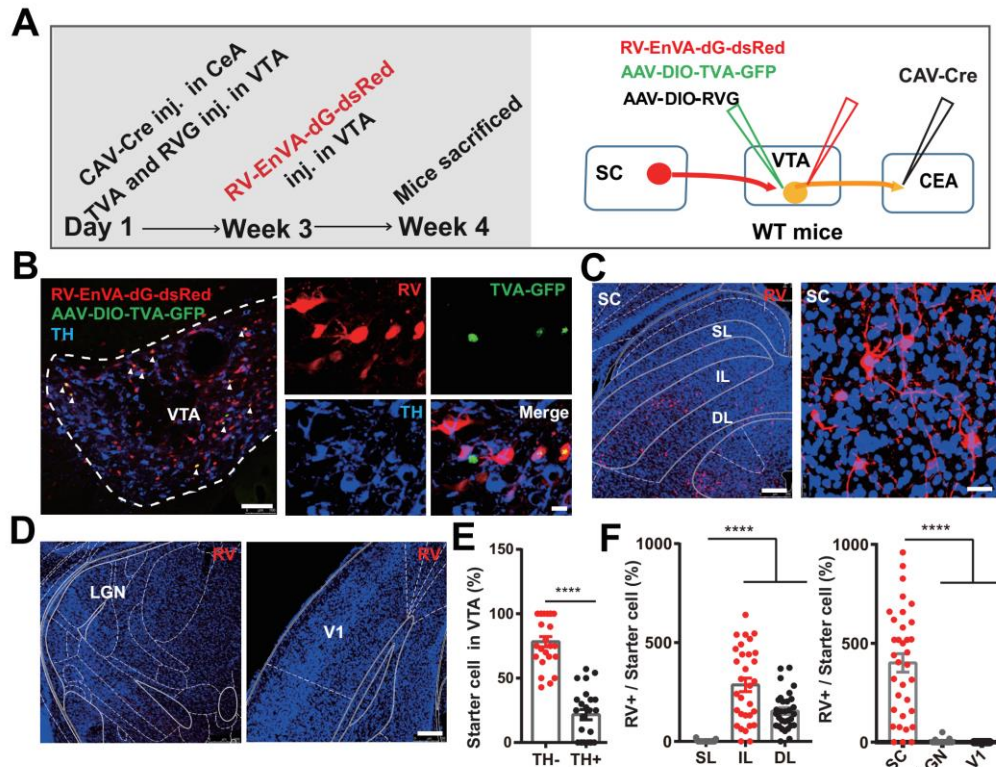 A
CAV-Cre inj. in CeA
TVA and RVG inj. in VTA
RV-EnVA-dG-dsRed
inj. in VTA
Mice sacrificed
Day 1
Week 3
Week 4
RV-EnVA-dG-dsRed
AAV-DIO-TVA-GFP
AAV-DIO-RVG
CAV-Cre
SC
VTA
CEA
WT mice
B
RV-EnVA-dG-dsRed
AAV-DIO-TVA-GFP
TH
VTA
RV
TVA-GFP
TH
Merge
C
SC
RV
SL
IL
DL
SC
RV
D
LGN
RV
V1
RV
E
Starter cell in VTA (%)
150
100
50
0
****
TH-
TH+
F
RV+ / Starter cell (%)
1000
500
0
****
SL
IL
DL
RV+ / Starter cell (%)
1000
500
0
****
SC
GN
V1